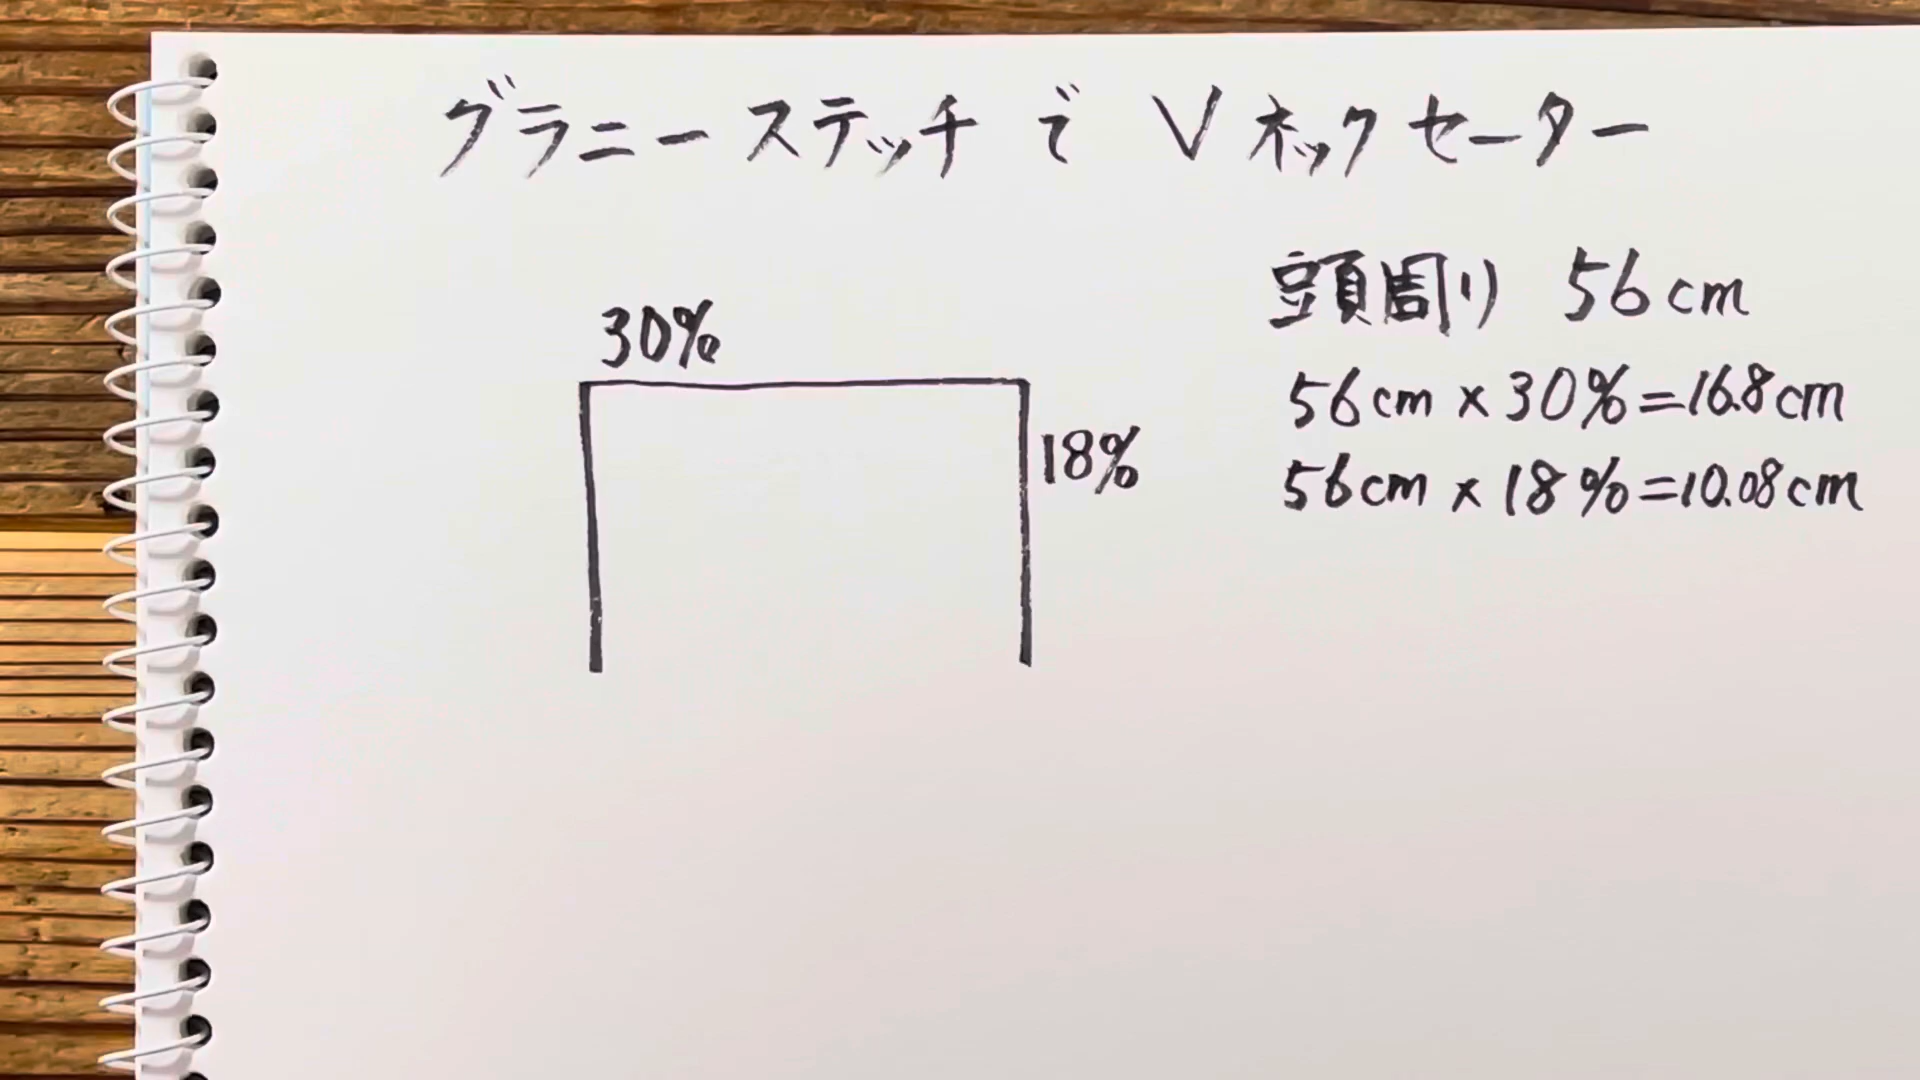 グラニーステッチで Vネックセーター
頭周り 56cm
30%
56cm×30%=16.8cm
18%
56cm×18%=10.08cm